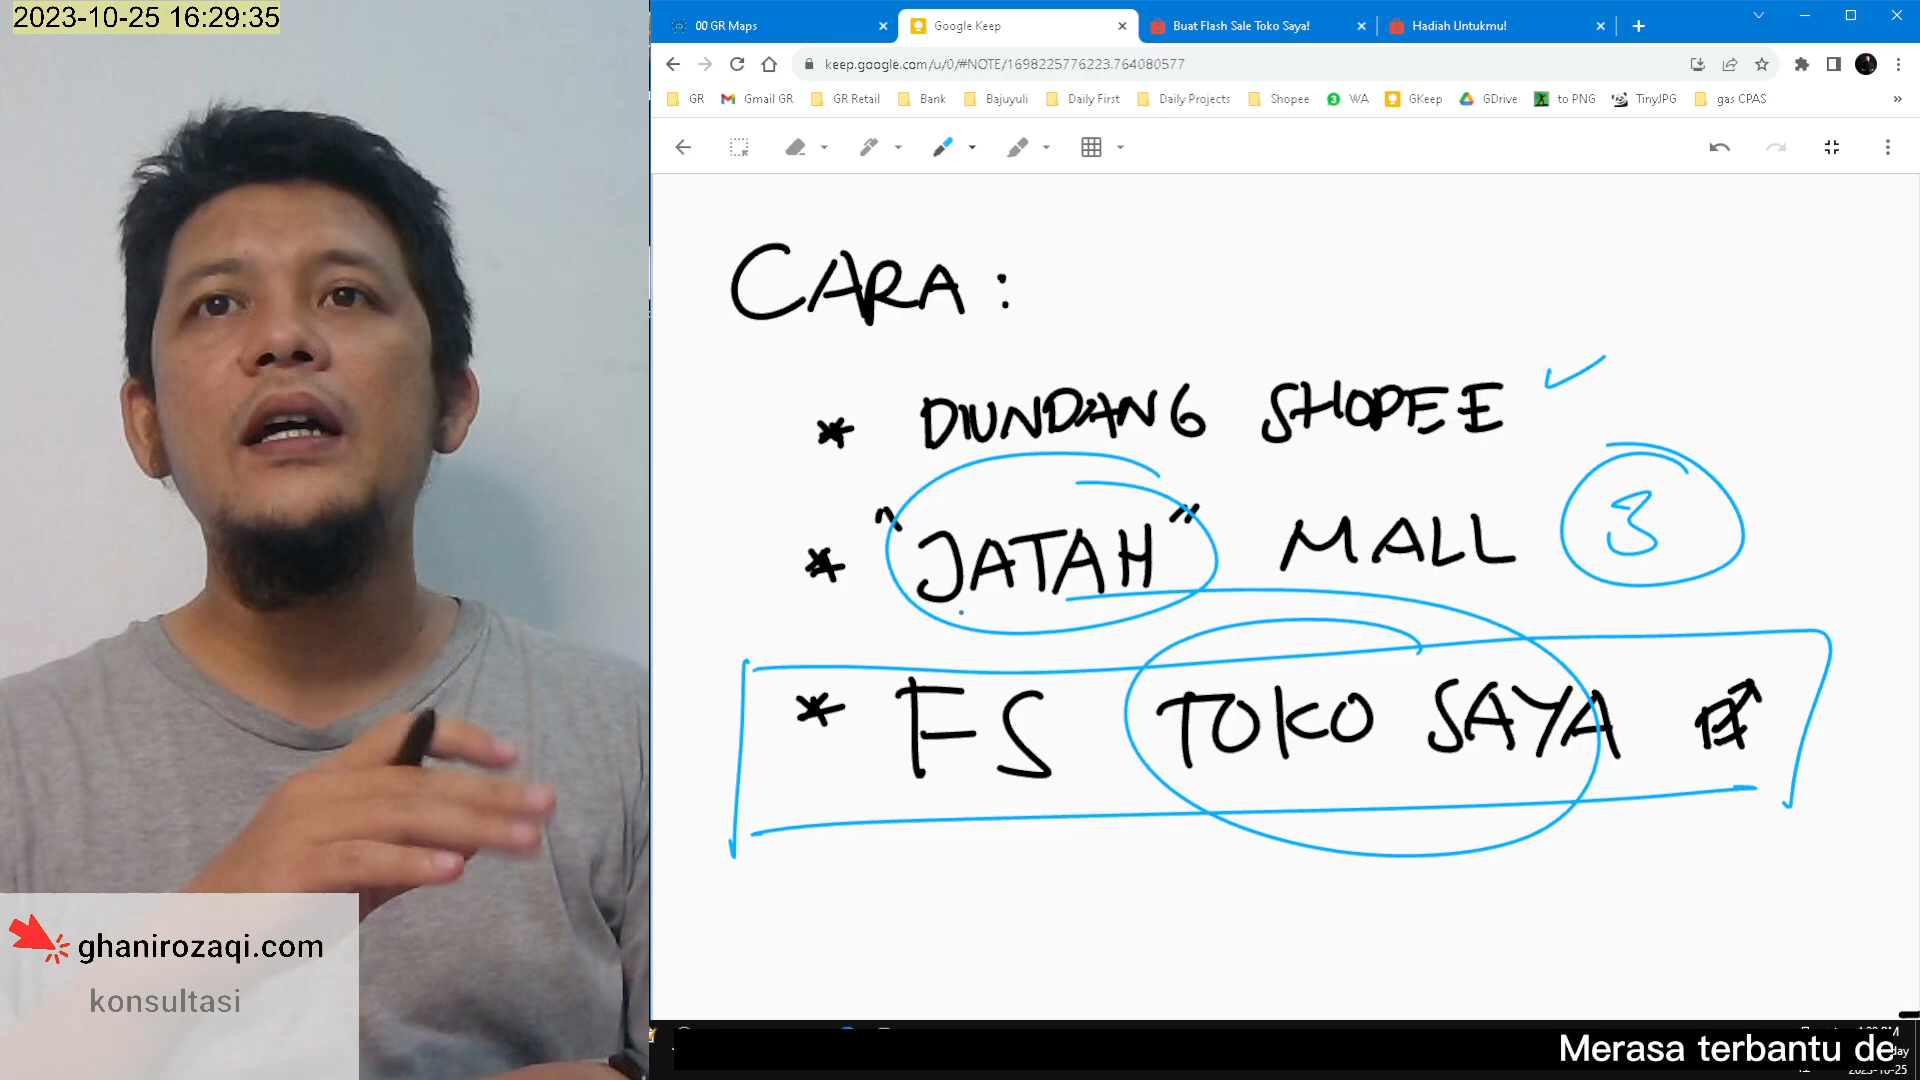 2023-10-25 16:29:35
00 GR Maps
Google Keep
Buat Flash Sale Toko Saya!
Hadiah Untukmu!
keep.google.com/u/0/#NOTE/1698225776223.764080577
GR
Gmail GR
GR Retail
Bank
Bajuyuli
Daily First
Daily Projects
Shopee
WA
GKeep
GDrive
to PNG
TinyJPG
gas CPAS
»
CARA :
* DIUNDANG SHOPEE
* "JATAH" MALL 3
* FS TOKO SAYA
ghanirozaqi.com
konsultasi
Merasa terbantu de